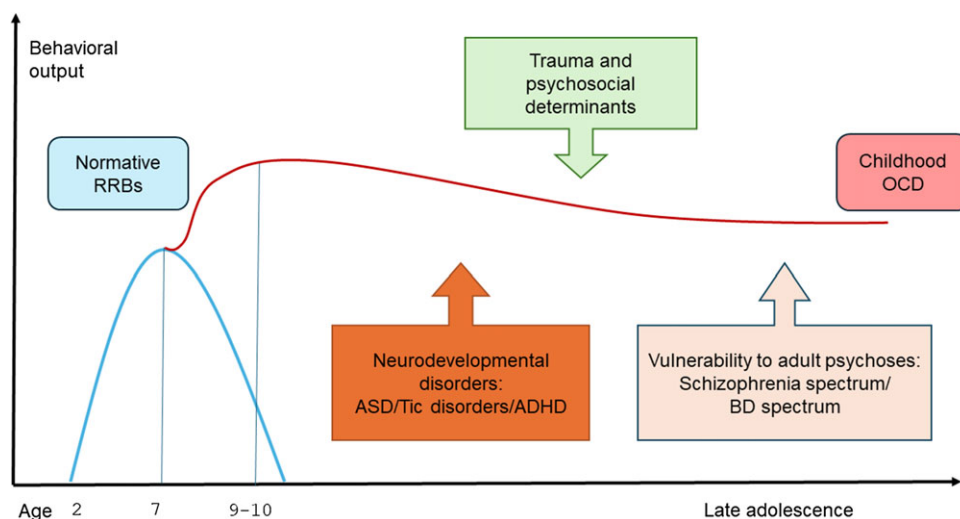 Behavioral
output
Trauma and
psychosocial
determinants
Normative
RRBs
Childhood
OCD
Neurodevelopmental
disorders:
ASD/Tic disorders/ADHD
Vulnerability to adult psychoses:
Schizophrenia spectrum/
BD spectrum
Age 2 7 9–10 Late adolescence